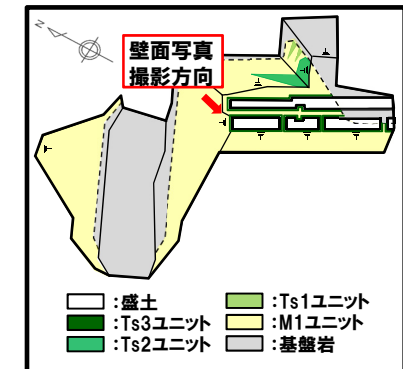 N
壁面写真
撮影方向
:盛土
:Ts1ユニット
:Ts3ユニット
:M1ユニット
:Ts2ユニット
:基盤岩